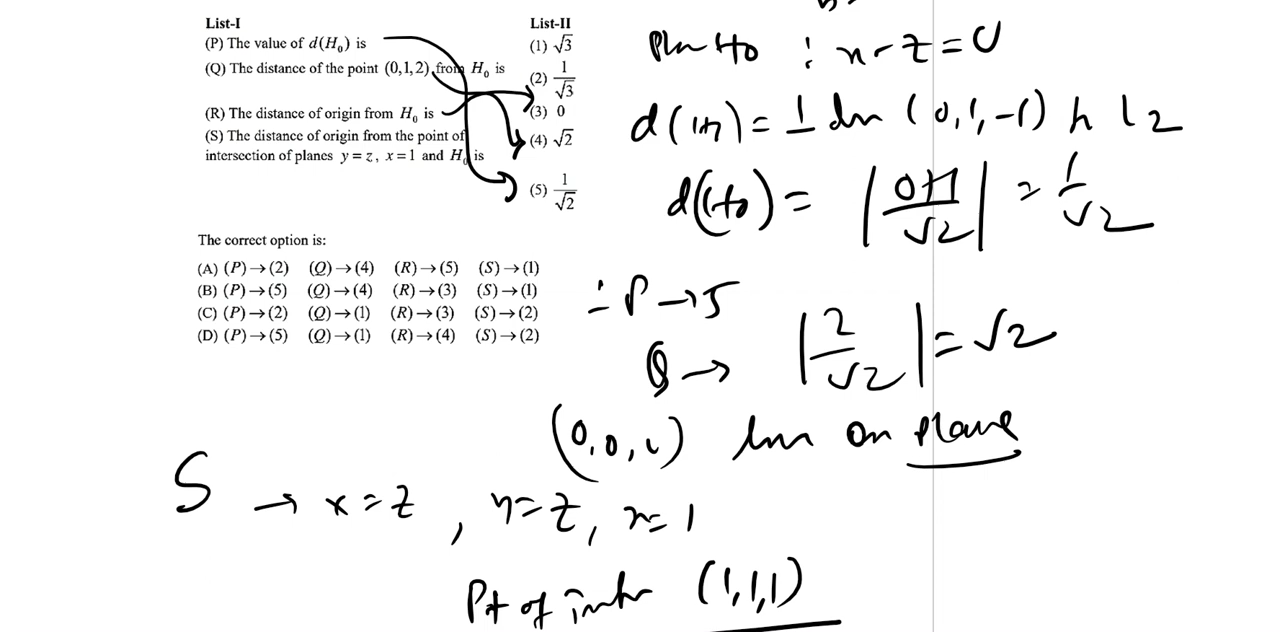 List-I List-II
(P) The value of d(H₀) is (1) √3
(Q) The distance of the point (0,1,2) from H₀ is (2) 1/√3
(R) The distance of origin from H₀ is (3) 0
(S) The distance of origin from the point of (4) √2
intersection of planes y = z, x = 1 and H₀ is
(5) 1/√2
The correct option is:
(A) (P)→(2) (Q)→(4) (R)→(5) (S)→(1)
(B) (P)→(5) (Q)→(4) (R)→(3) (S)→(1)
(C) (P)→(2) (Q)→(1) (R)→(3) (S)→(2)
(D) (P)→(5) (Q)→(1) (R)→(4) (S)→(2)
Pln H₀ : x - z = 0
d(H) = ⊥ (0, 1, -1) l2
d(H₀) = |0+1/√2| = 1/√2
∴ P → 5
Q → |2/√2| = √2
(0, 0, 0) on plane
S → x = z, y = z, x = 1
Pt of (1, 1, 1)